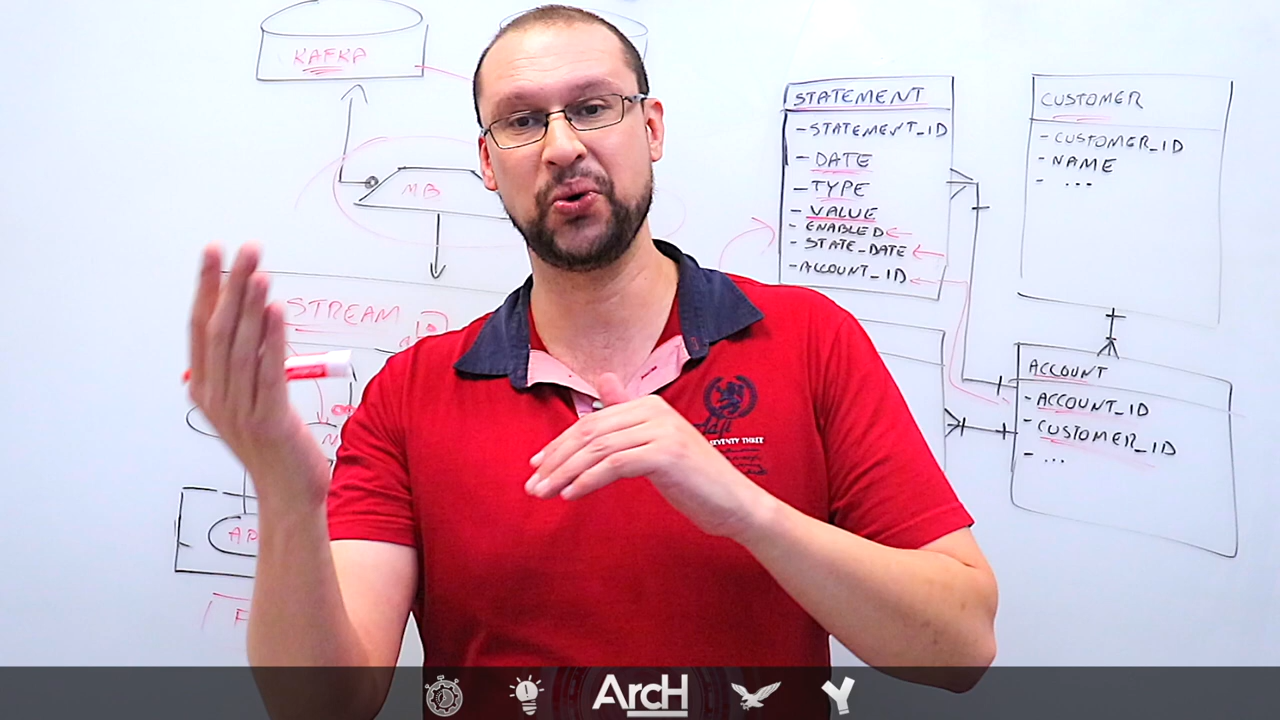 KAFKA
MB
STREAM
STATEMENT
- STATEMENT_ID
- DATE
- TYPE
- VALUE
- ENABLED
- STATE_DATE
- ACCOUNT_ID
CUSTOMER
- CUSTOMER_ID
- NAME
- ...
ACCOUNT
- ACCOUNT_ID
- CUSTOMER_ID
- ...
SEVENTY THREE
ArcH